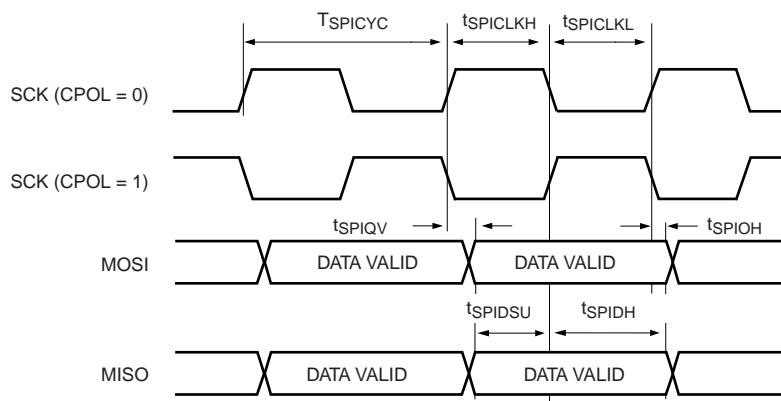 TSPICYC tSPICLKH tSPICLKL
SCK (CPOL = 0)
SCK (CPOL = 1)
tSPIQV tSPIOH
MOSI DATA VALID DATA VALID
tSPIDSU tSPIDH
MISO DATA VALID DATA VALID